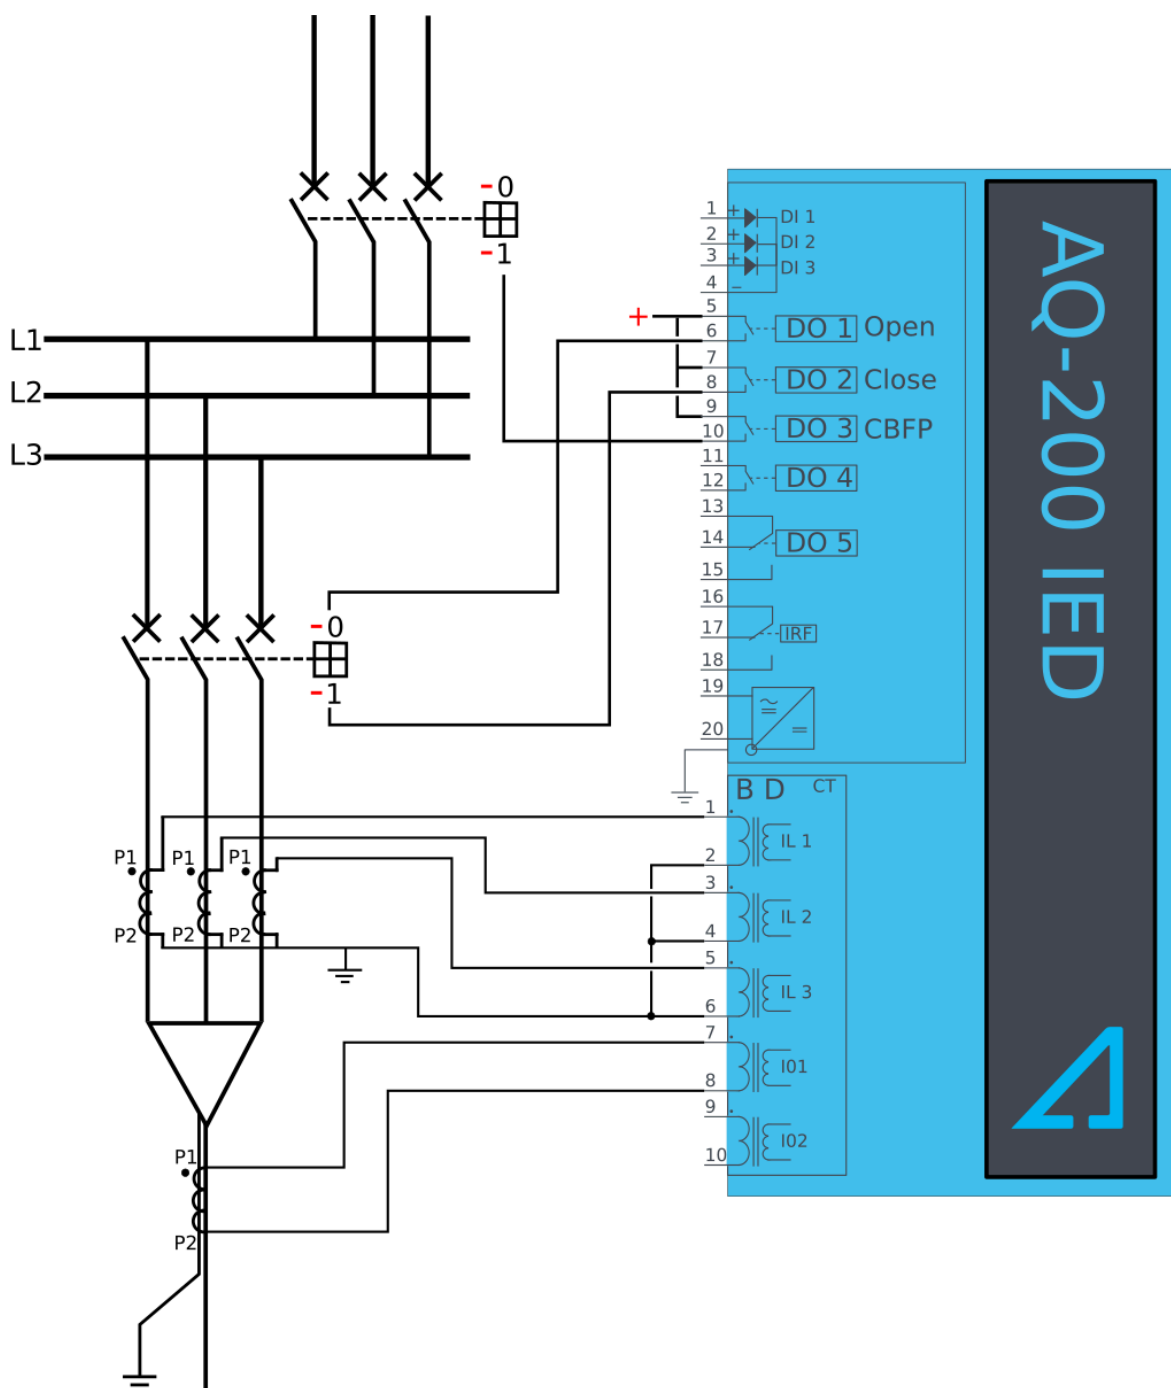 -0
-1
L1
L2
L3
-0
-1
+
1 + DI 1
2 + DI 2
3 + DI 3
4 −
5
6 DO 1 Open
7
8 DO 2 Close
9
10 DO 3 CBFP
11
12 DO 4
13
14 DO 5
15
16
17 IRF
18
19
20
AQ-200 IED
B D CT
1
IL 1
2
3
IL 2
4
5
IL 3
6
7
I01
8
9
I02
10
P1 P1 P1
P2 P2 P2
P1
P2